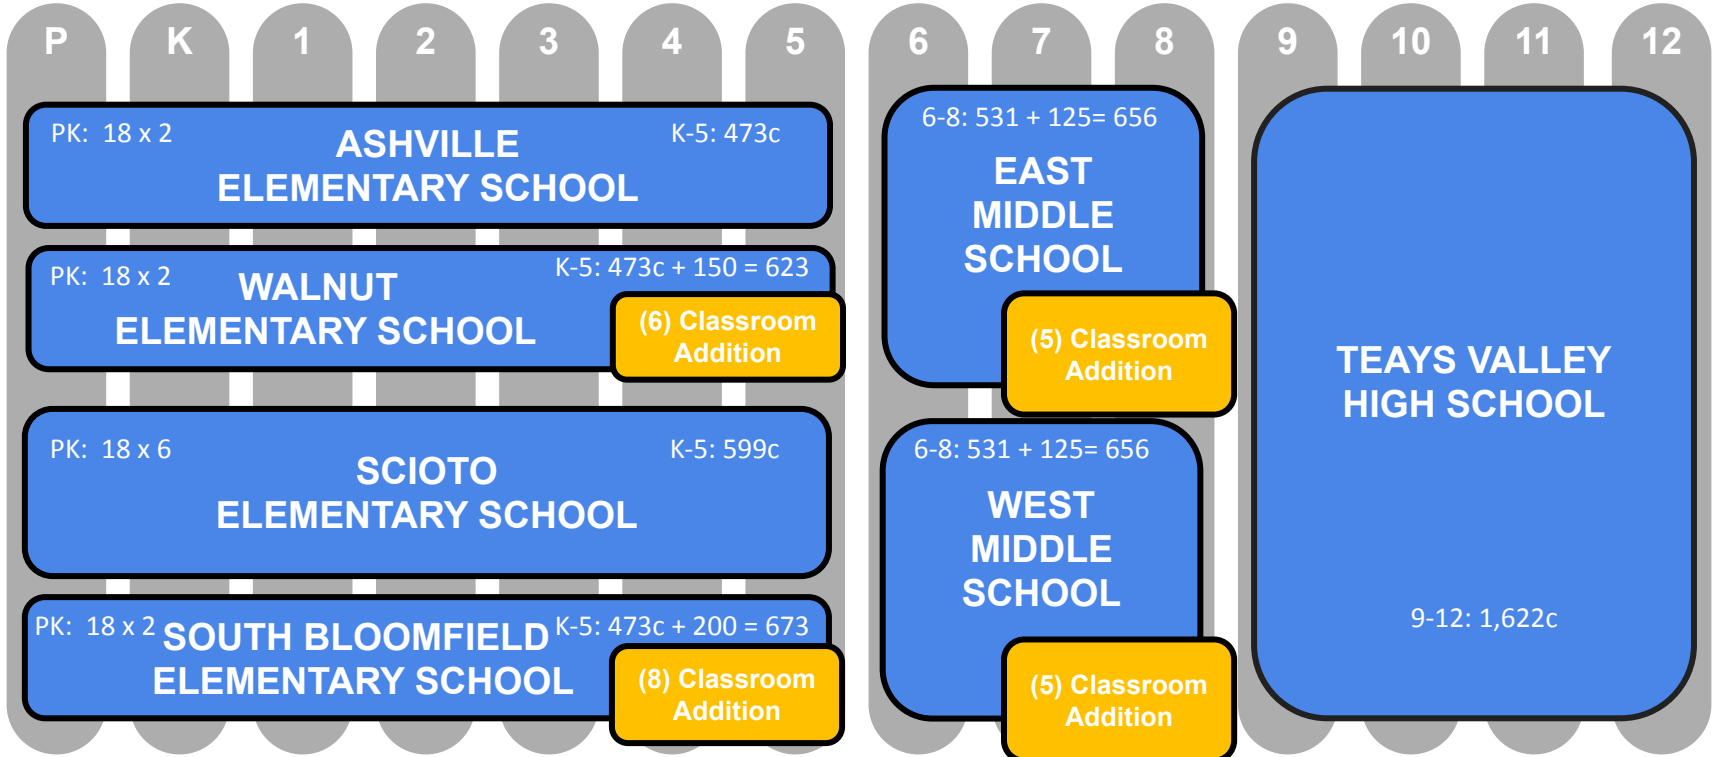 P K 1 2 3 4 5 6 7 8 9 10 11 12
PK: 18 x 2
K-5: 473c
ASHVILLE
ELEMENTARY SCHOOL
PK: 18 x 2
K-5: 473c + 150 = 623
WALNUT
ELEMENTARY SCHOOL
(6) Classroom
Addition
PK: 18 x 6
K-5: 599c
SCIOTO
ELEMENTARY SCHOOL
PK: 18 x 2
K-5: 473c + 200 = 673
SOUTH BLOOMFIELD
ELEMENTARY SCHOOL
(8) Classroom
Addition
6-8: 531 + 125= 656
EAST
MIDDLE
SCHOOL
(5) Classroom
Addition
6-8: 531 + 125= 656
WEST
MIDDLE
SCHOOL
(5) Classroom
Addition
TEAYS VALLEY
HIGH SCHOOL
9-12: 1,622c